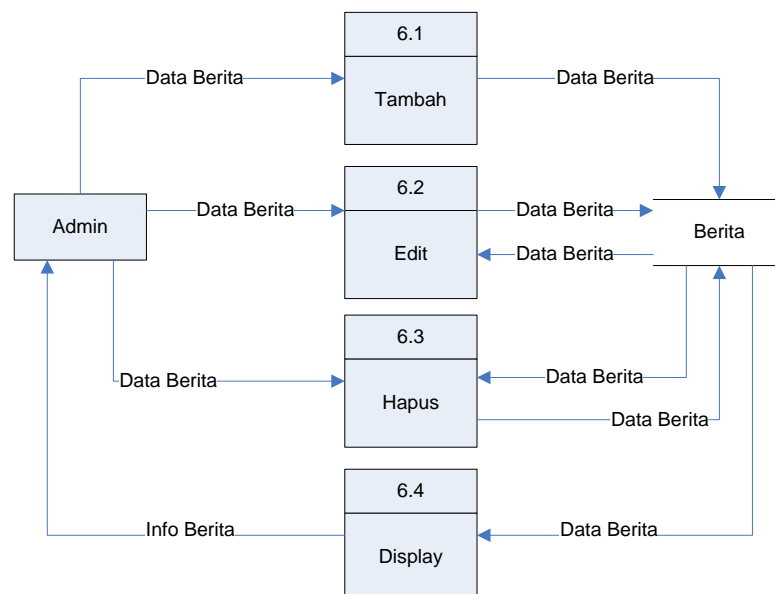 6.1
Data Berita
Tambah
Data Berita
6.2
Data Berita
Data Berita
Admin
Edit
Data Berita
Berita
6.3
Data Berita
Hapus
Data Berita
Data Berita
6.4
Info Berita
Data Berita
Display